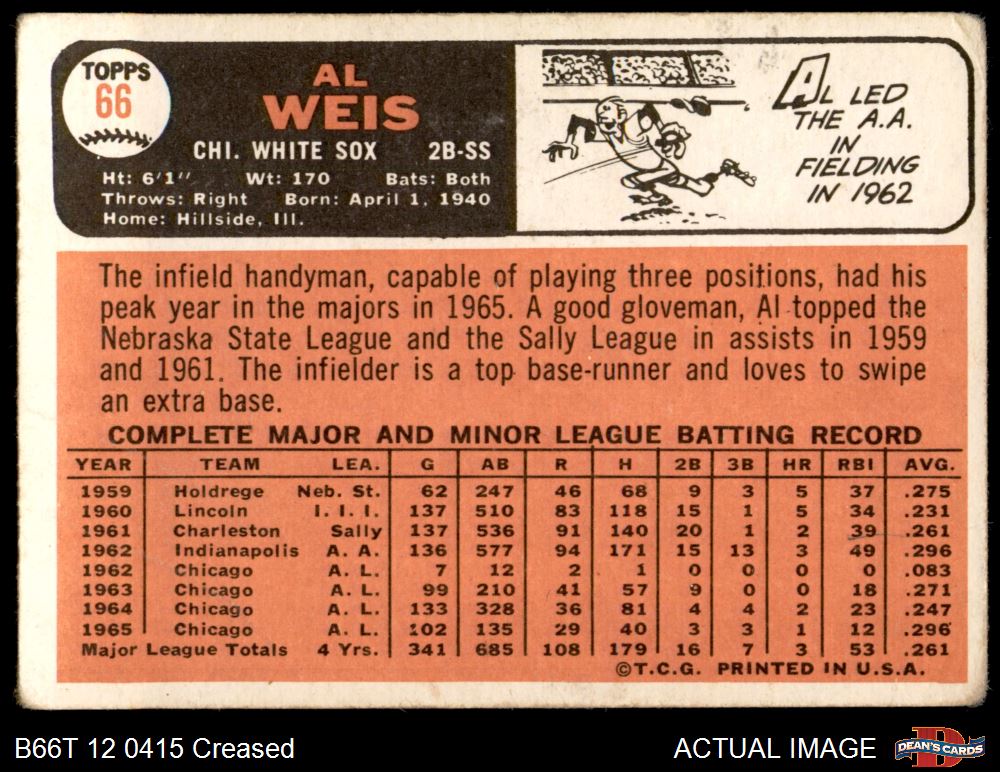 TOPPS
66
AL
WEIS
CHI. WHITE SOX 2B-SS
Ht: 6'1" Wt: 170 Bats: Both
Throws: Right Born: April 1, 1940
Home: Hillside, Ill.
AL LED
THE A.A.
IN
FIELDING
IN 1962
The infield handyman, capable of playing three positions, had his
peak year in the majors in 1965. A good gloveman, Al topped the
Nebraska State League and the Sally League in assists in 1959
and 1961. The infielder is a top base-runner and loves to swipe
an extra base.
COMPLETE MAJOR AND MINOR LEAGUE BATTING RECORD
YEAR TEAM LEA. G AB R H 2B 3B HR RBI AVG.
1959 Holdrege Neb. St. 62 247 46 68 9 3 5 37 .275
1960 Lincoln I. I. I. 137 510 83 118 15 1 5 34 .231
1961 Charleston Sally 137 536 91 140 20 1 2 39 .261
1962 Indianapolis A. A. 136 577 94 171 15 13 3 49 .296
1962 Chicago A. L. 7 12 2 1 0 0 0 0 .083
1963 Chicago A. L. 99 210 41 57 9 0 0 18 .271
1964 Chicago A. L. 133 328 36 81 4 4 2 23 .247
1965 Chicago A. L. 102 135 29 40 3 3 1 12 .296
Major League Totals 4 Yrs. 341 685 108 179 16 7 3 53 .261
©T.C.G. PRINTED IN U.S.A.
B66T 12 0415 Creased ACTUAL IMAGE DEAN'S CARDS